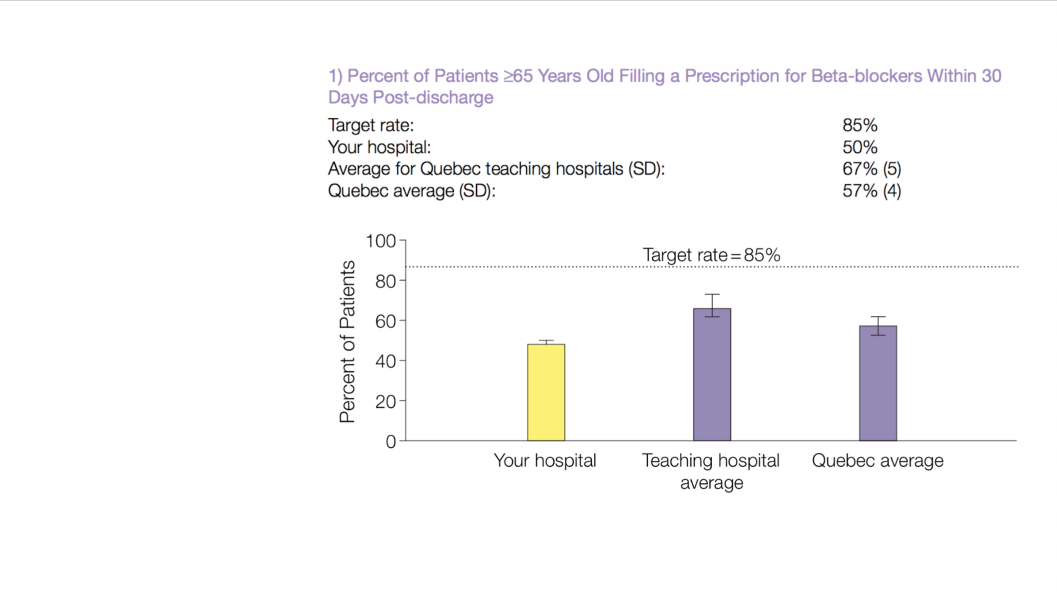 1) Percent of Patients ≥65 Years Old Filling a Prescription for Beta-blockers Within 30
Days Post-discharge
Target rate: 85%
Your hospital: 50%
Average for Quebec teaching hospitals (SD): 67% (5)
Quebec average (SD): 57% (4)
Percent of Patients
100
80
60
40
20
0
Target rate = 85%
Your hospital
Teaching hospital
average
Quebec average